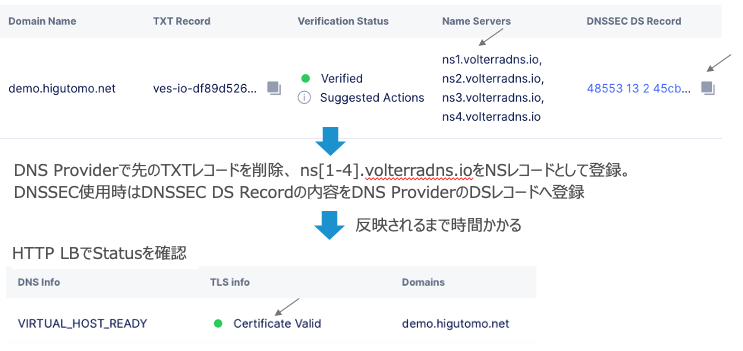 Domain Name TXT Record Verification Status Name Servers DNSSEC DS Record
ns1.volterradns.io,
Verified ns2.volterradns.io,
demo.higutomo.net ves-io-df89d526... 48553 13 2 45cb...
Suggested Actions ns3.volterradns.io,
ns4.volterradns.io
DNS Providerで先のTXTレコードを削除、ns[1-4].volterradns.ioをNSレコードとして登録。
DNSSEC使用時はDNSSEC DS Recordの内容をDNS ProviderのDSレコードへ登録
反映されるまで時間かかる
HTTP LBでStatusを確認
DNS Info TLS info Domains
VIRTUAL_HOST_READY Certificate Valid demo.higutomo.net